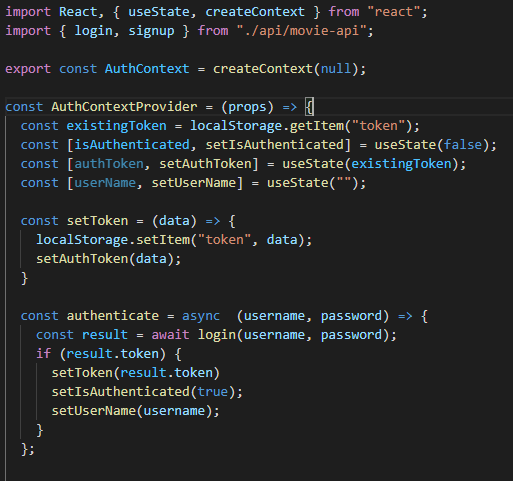 import React, { useState, createContext } from "react";
import { login, signup } from "./api/movie-api";

export const AuthContext = createContext(null);

const AuthContextProvider = (props) => {
  const existingToken = localStorage.getItem("token");
  const [isAuthenticated, setIsAuthenticated] = useState(false);
  const [authToken, setAuthToken] = useState(existingToken);
  const [userName, setUserName] = useState("");

  const setToken = (data) => {
    localStorage.setItem("token", data);
    setAuthToken(data);
  }

  const authenticate = async  (username, password) => {
    const result = await login(username, password);
    if (result.token) {
      setToken(result.token)
      setIsAuthenticated(true);
      setUserName(username);
    }
  };